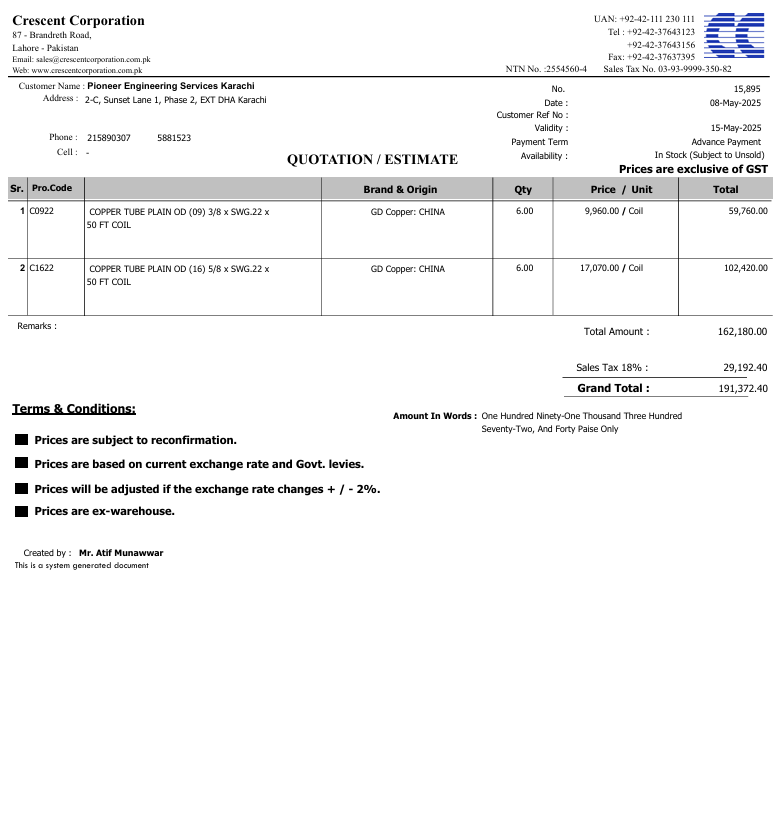 Crescent Corporation
87 - Brandreth Road,
Lahore - Pakistan
Email: sales@crescentcorporation.com.pk
Web: www.crescentcorporation.com.pk
UAN: +92-42-111 230 111
Tel : +92-42-37643123
+92-42-37643156
Fax: +92-42-37637395
NTN No. :2554560-4 Sales Tax No. 03-93-9999-350-82
Customer Name : Pioneer Engineering Services Karachi
Address : 2-C, Sunset Lane 1, Phase 2, EXT DHA Karachi
Phone : 215890307 5881523
Cell : -
No. 15,895
Date : 08-May-2025
Customer Ref No :
Validity : 15-May-2025
Payment Term Advance Payment
Availability : In Stock (Subject to Unsold)
QUOTATION / ESTIMATE
Prices are exclusive of GST
Sr. Pro.Code Brand & Origin Qty Price / Unit Total
1 C0922 COPPER TUBE PLAIN OD (09) 3/8 x SWG.22 x GD Copper: CHINA 6.00 9,960.00 / Coil 59,760.00
50 FT COIL
2 C1622 COPPER TUBE PLAIN OD (16) 5/8 x SWG.22 x GD Copper: CHINA 6.00 17,070.00 / Coil 102,420.00
50 FT COIL
Remarks :
Total Amount : 162,180.00
Sales Tax 18% : 29,192.40
Grand Total : 191,372.40
Terms & Conditions:
Amount In Words : One Hundred Ninety-One Thousand Three Hundred
Seventy-Two, And Forty Paise Only
Prices are subject to reconfirmation.
Prices are based on current exchange rate and Govt. levies.
Prices will be adjusted if the exchange rate changes + / - 2%.
Prices are ex-warehouse.
Created by : Mr. Atif Munawwar
This is a system generated document